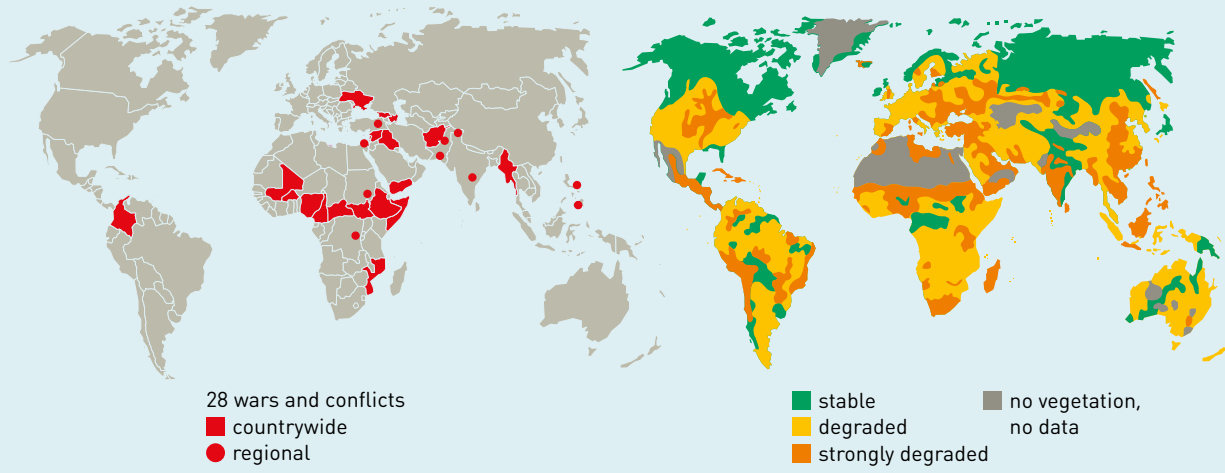 28 wars and conflicts
countrywide
regional
stable
degraded
strongly degraded
no vegetation,
no data